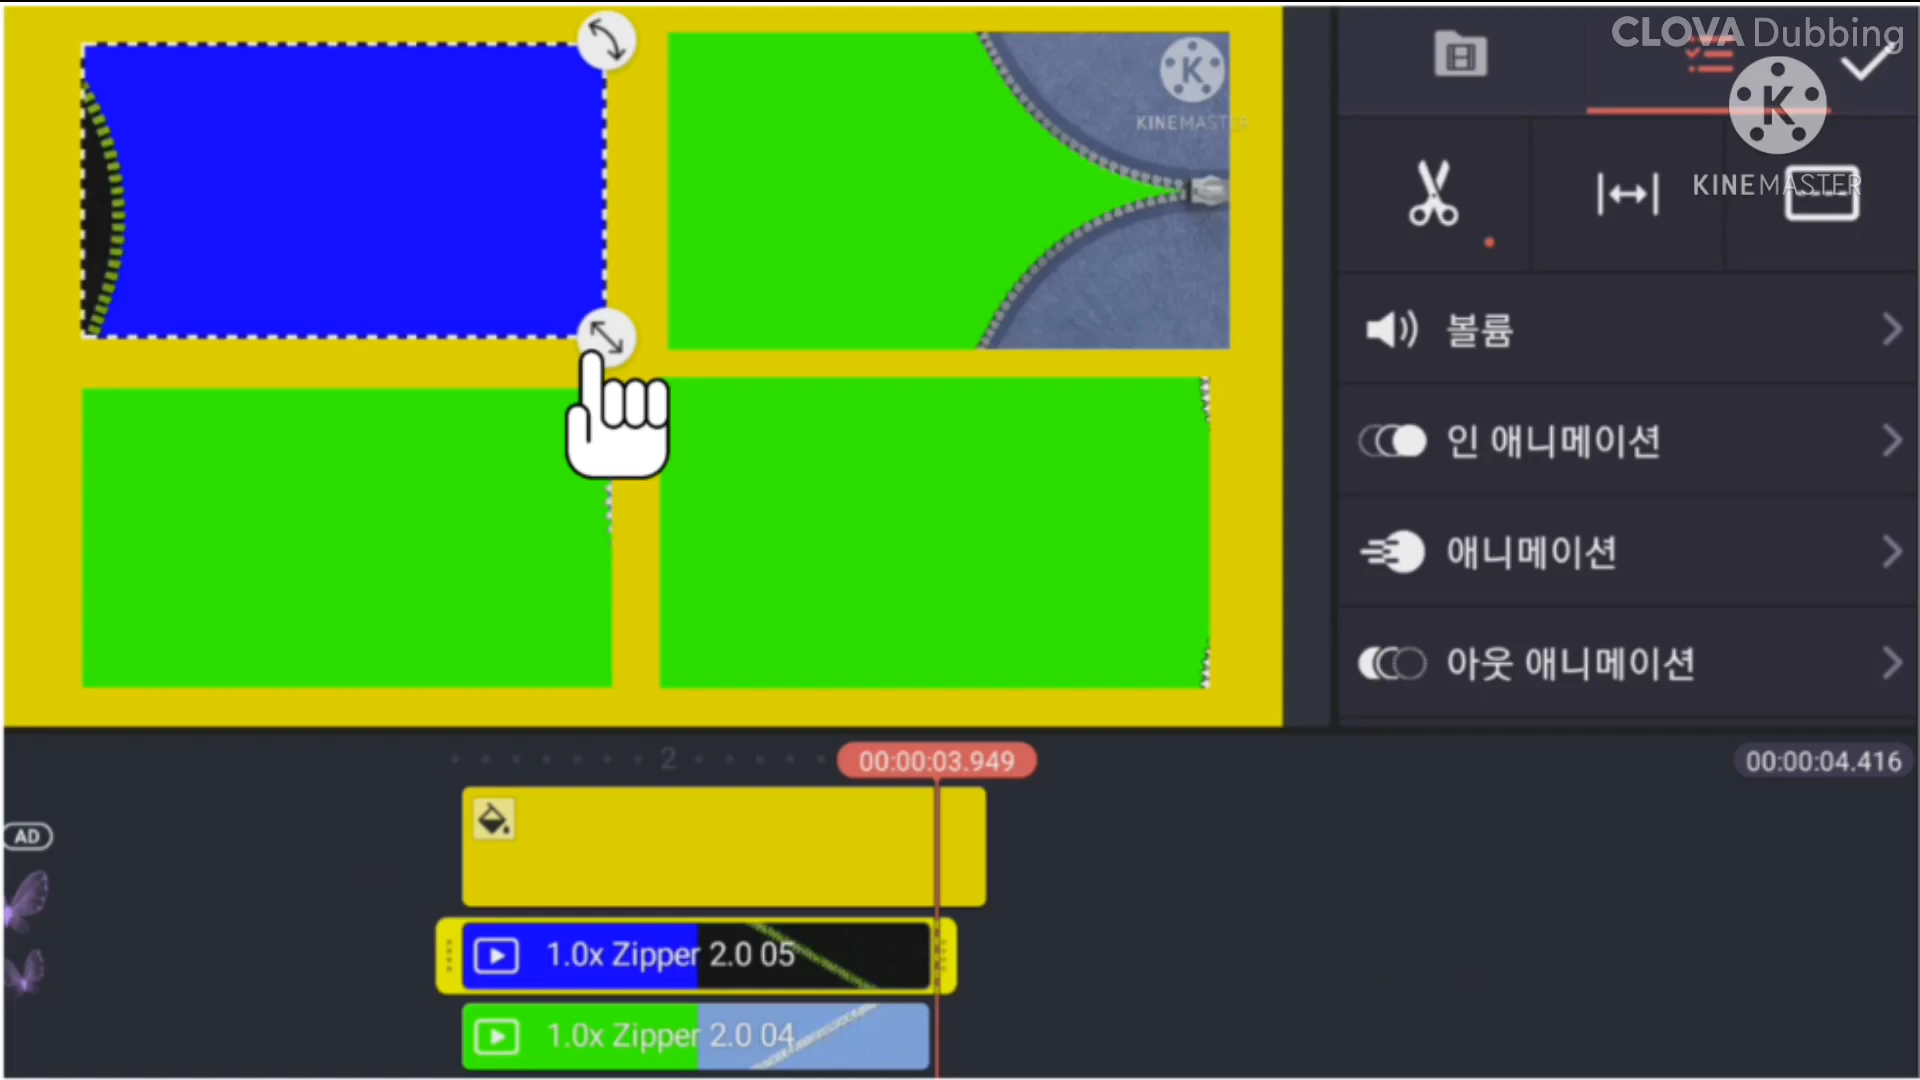 CLOVA Dubbing
KINEMASTER
KINEMASTER
볼륨
인 애니메이션
애니메이션
아웃 애니메이션
2
00:00:03.949
00:00:04.416
AD
1.0x Zipper 2.0 05
1.0x Zipper 2.0 04